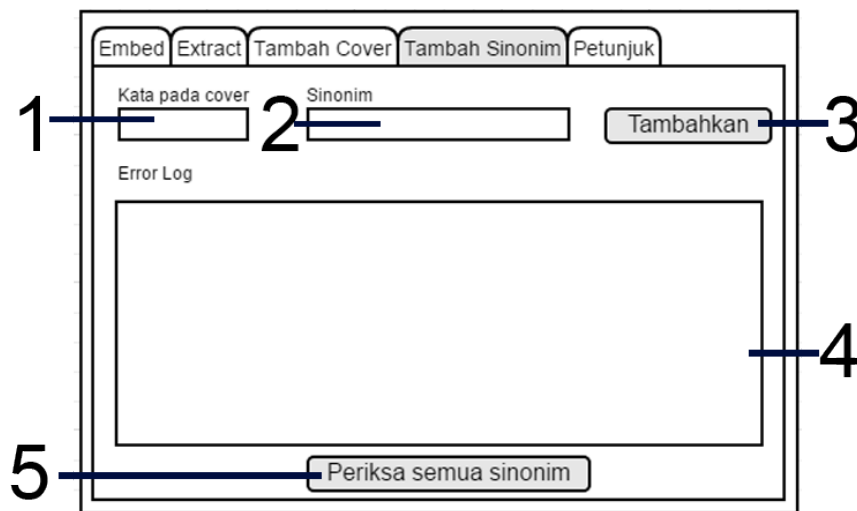 Embed Extract Tambah Cover Tambah Sinonim Petunjuk
Kata pada cover Sinonim
1 2 Tambahkan 3
Error Log
4
5 Periksa semua sinonim